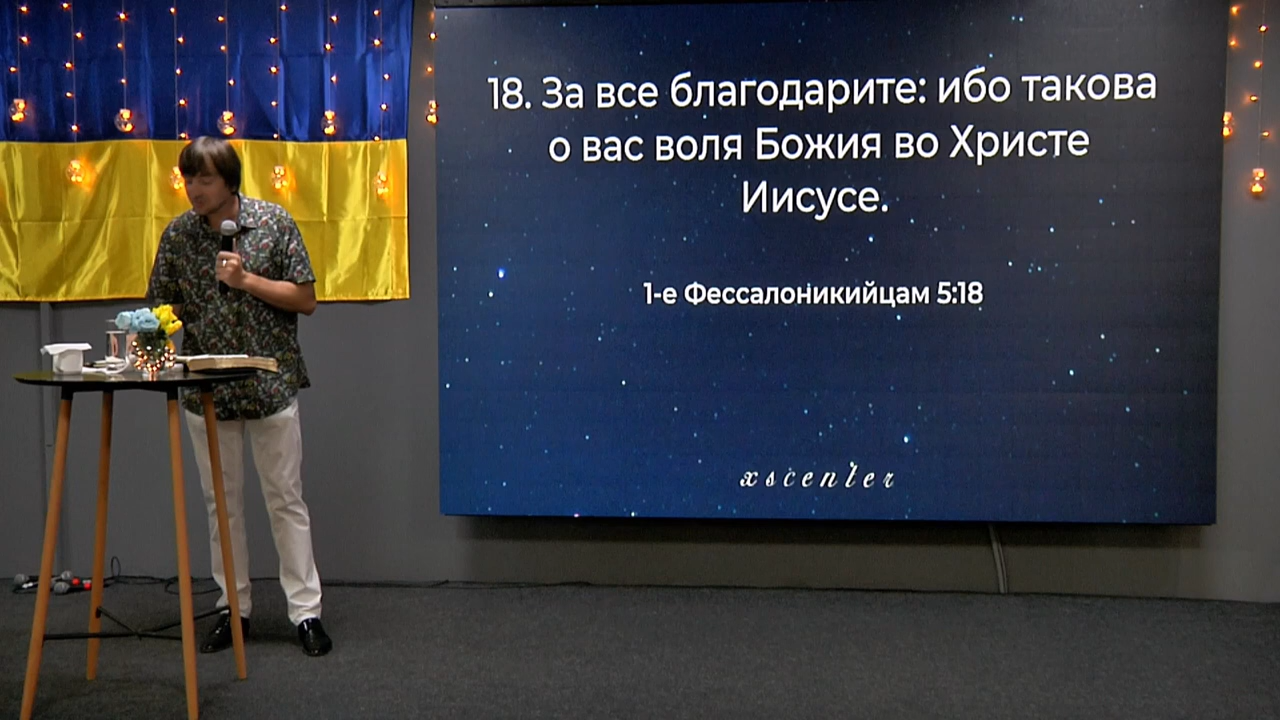 18. За все благодарите: ибо такова
о вас воля Божия во Христе
Иисусе.
1-е Фессалоникийцам 5:18
xscenter